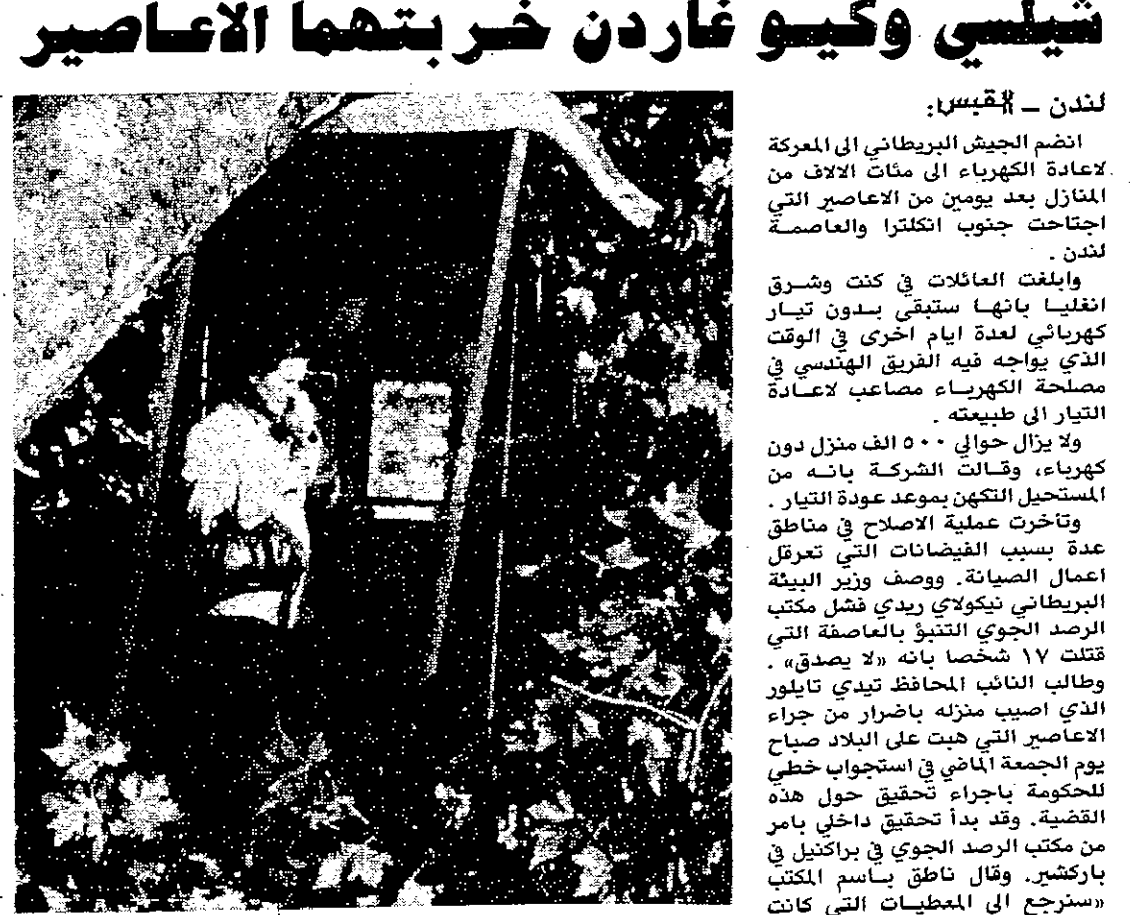 شيلسي وكيو غاردن خربتهما الاعاصير
لندن – القبس:
انضم الجيش البريطاني الى المعركة
لاعادة الكهرباء الى مئات الالاف من
المنازل بعد يومين من الاعاصير التي
اجتاحت جنوب انكلترا والعاصمة
لندن .
وابلغت العائلات في كنت وشرق
انغليا بانها ستبقى بدون تيار
كهربائي لعدة ايام اخرى في الوقت
الذي يواجه فيه الفريق الهندسي في
مصلحة الكهرباء مصاعب لاعادة
التيار الى طبيعته .
ولا يزال حوالي ٥٠٠ الف منزل دون
كهرباء، وقالت الشركة بانه من
المستحيل التكهن بموعد عودة التيار .
وتأخرت عملية الاصلاح في مناطق
عدة بسبب الفيضانات التي تعرقل
اعمال الصيانة. ووصف وزير البيئة
البريطاني نيكولاي ريدي فشل مكتب
الرصد الجوي التنبؤ بالعاصفة التي
قتلت ١٧ شخصا بانه «لا يصدق» .
وطالب النائب المحافظ تيدي تايلور
الذي اصيب منزله باضرار من جراء
الاعاصير التي هبت على البلاد صباح
يوم الجمعة الماضي في استجواب خطي
للحكومة باجراء تحقيق حول هذه
القضية. وقد بدأ تحقيق داخلي بامر
من مكتب الرصد الجوي في براكنيل في
باركشير. وقال ناطق باسم المكتب
«سنرجع الى المعطيات التي كانت